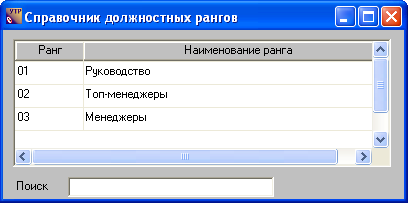 Справочник должностных рангов
Ранг Наименование ранга
01 Руководство
02 Топ-менеджеры
03 Менеджеры
Поиск